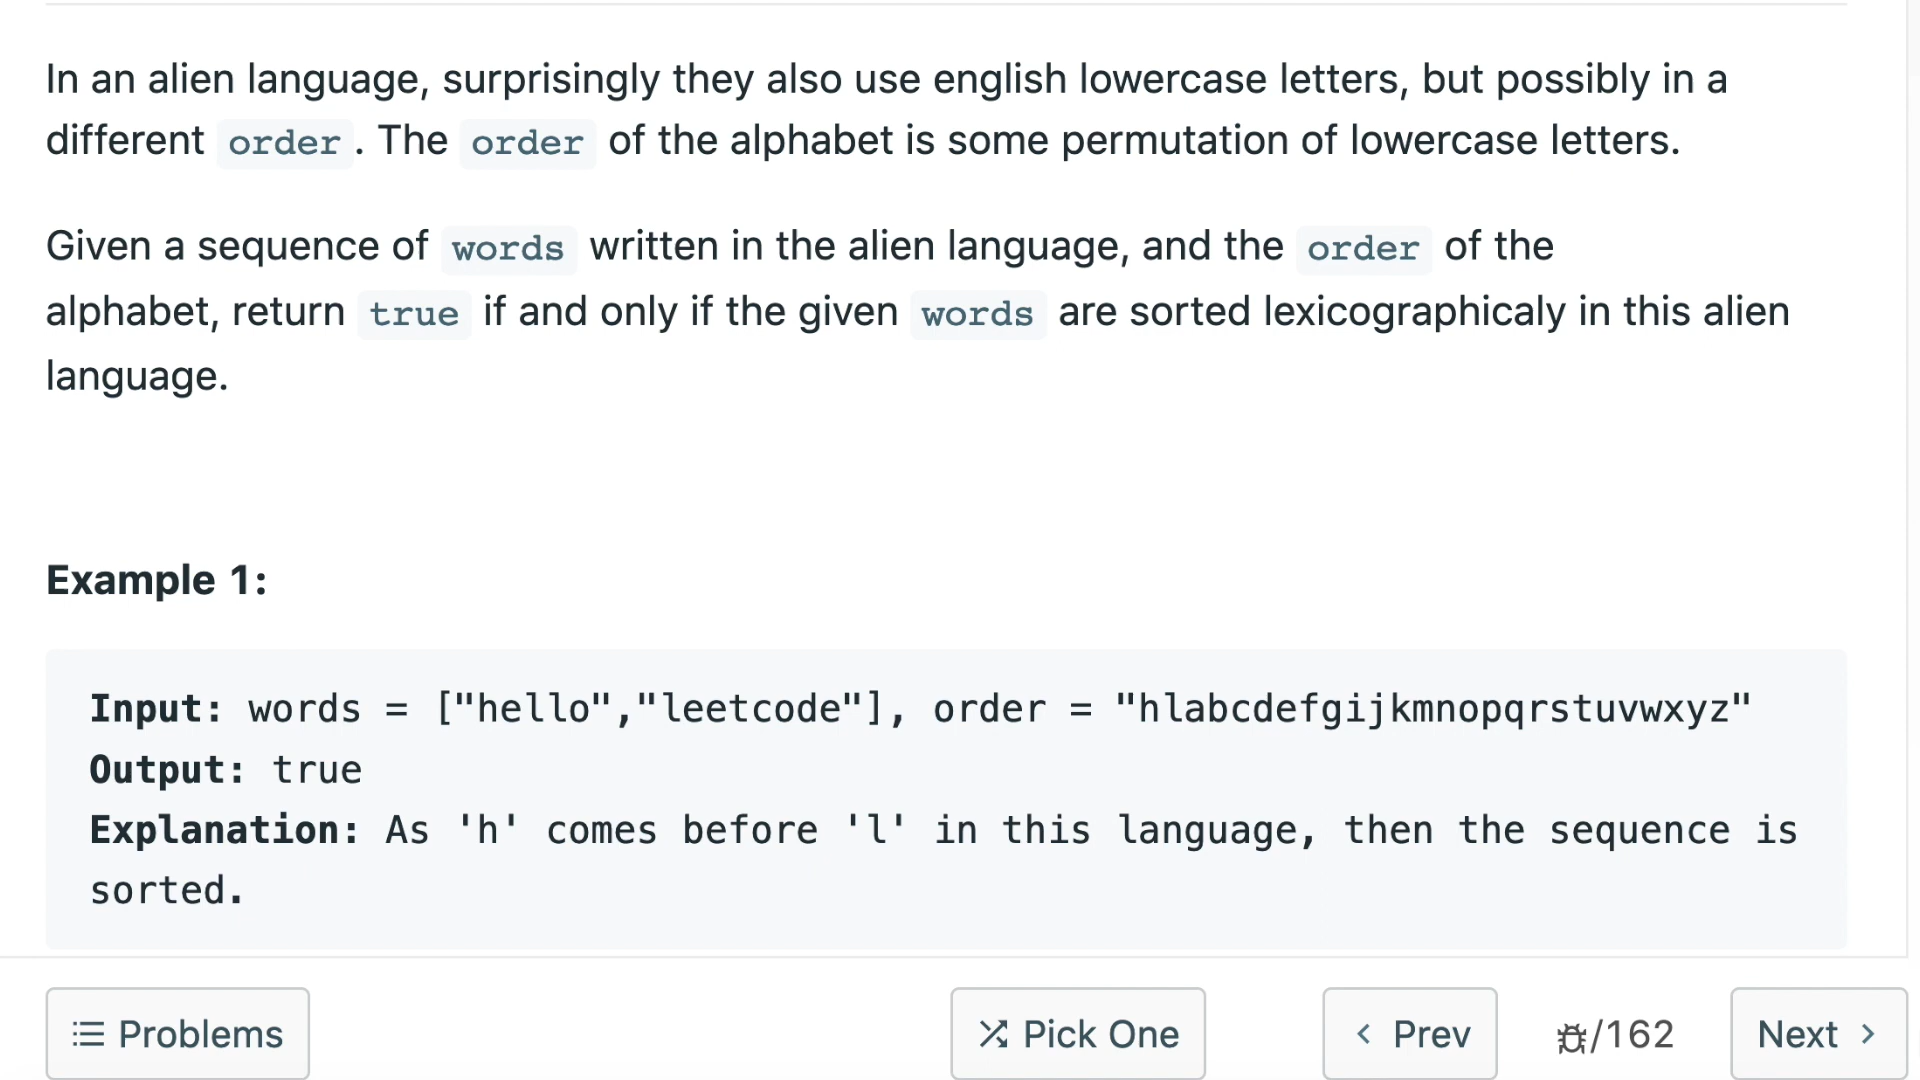 In an alien language, surprisingly they also use english lowercase letters, but possibly in a
different order. The order of the alphabet is some permutation of lowercase letters.
Given a sequence of words written in the alien language, and the order of the
alphabet, return true if and only if the given words are sorted lexicographicaly in this alien
language.
Example 1:
Input: words = ["hello","leetcode"], order = "hlabcdefgijkmnopqrstuvwxyz"
Output: true
Explanation: As 'h' comes before 'l' in this language, then the sequence is
sorted.
Problems Pick One < Prev /162 Next >